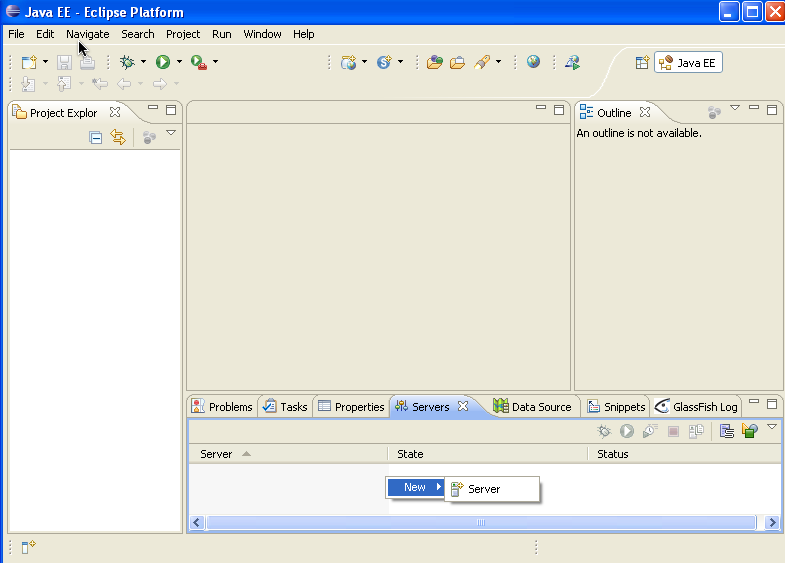 Java EE - Eclipse Platform
File Edit Navigate Search Project Run Window Help
Java EE
Project Explor
Outline
An outline is not available.
Problems Tasks Properties Servers Data Source Snippets GlassFish Log
Server State Status
New Server